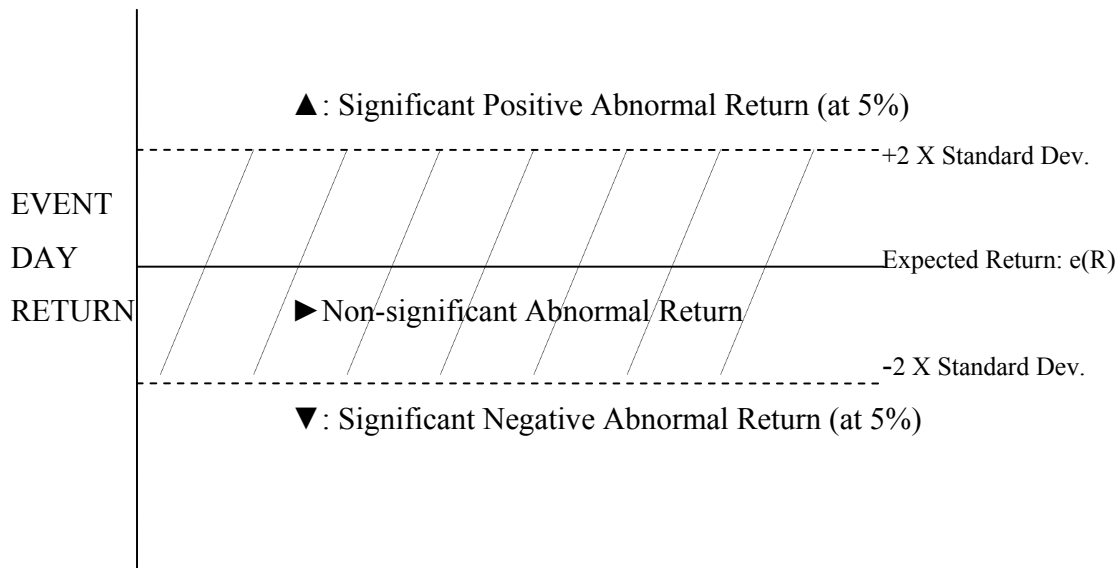 ▲: Significant Positive Abnormal Return (at 5%)
+2 X Standard Dev.
EVENT
DAY
RETURN
Expected Return: e(R)
►Non-significant Abnormal Return
-2 X Standard Dev.
▼: Significant Negative Abnormal Return (at 5%)